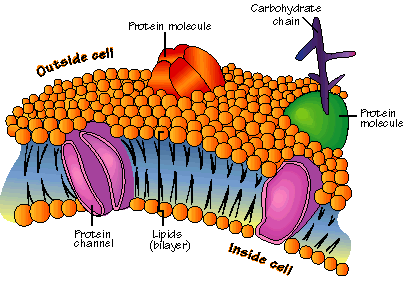 Carbohydrate
chain
Protein molecule
Outside cell
Protein
molecule
Protein
channel
Lipids
(bilayer)
Inside cell